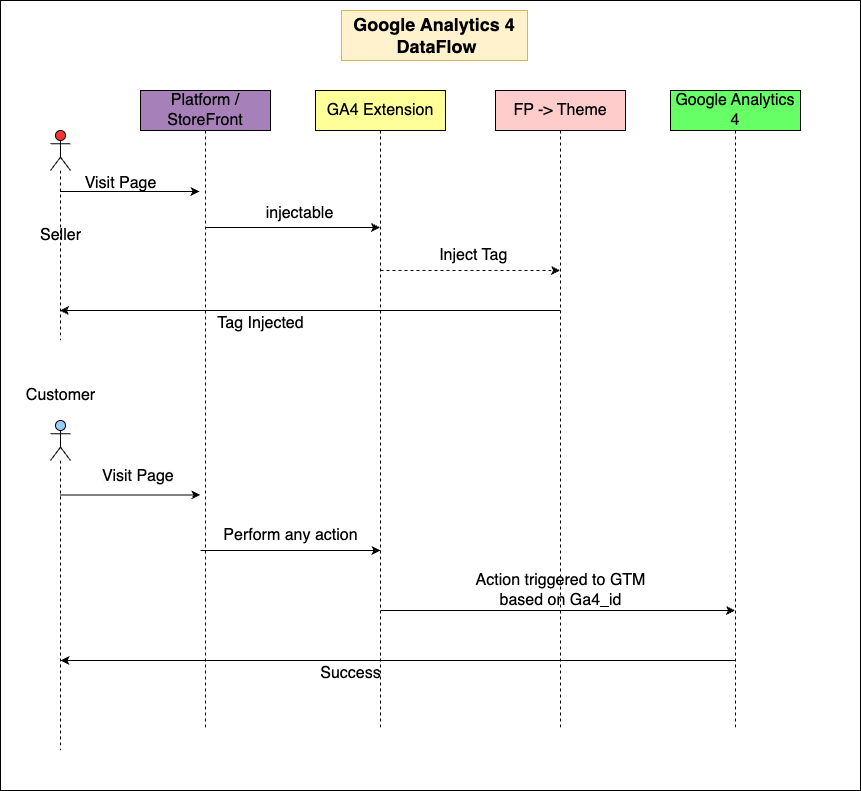 Google Analytics 4
DataFlow
Platform /
StoreFront
GA4 Extension
FP -> Theme
Google Analytics
4
Visit Page
injectable
Seller
Inject Tag
Tag Injected
Customer
Visit Page
Perform any action
Action triggered to GTM
based on Ga4_id
Success